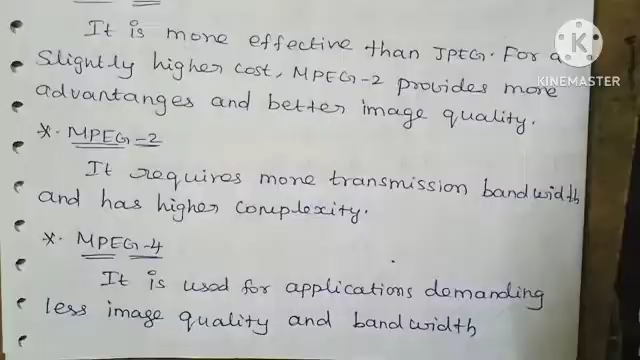 It is more effective than JPEG. For a
slightly higher cost, MPEG-2 provides more
advantanges and better image quality.
*. MPEG-2
It requires more transmission bandwidth
and has higher complexity.
*. MPEG-4
It is used for applications demanding
less image quality and bandwidth
K
KINEMASTER